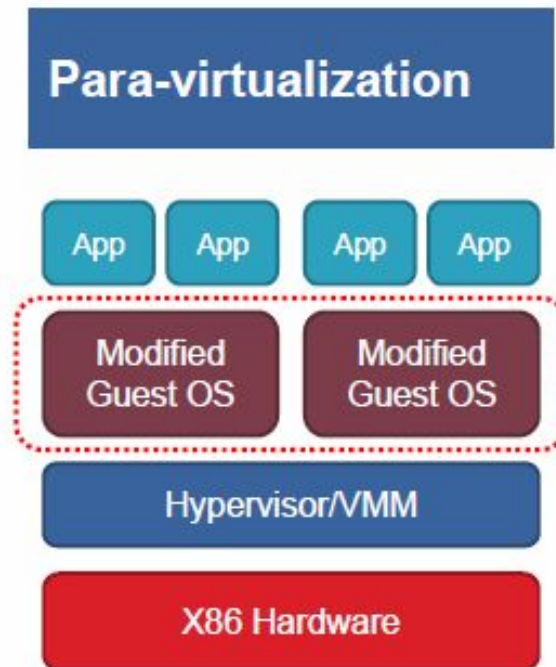 Para-virtualization
App App App App
Modified Guest OS Modified Guest OS
Hypervisor/VMM
X86 Hardware